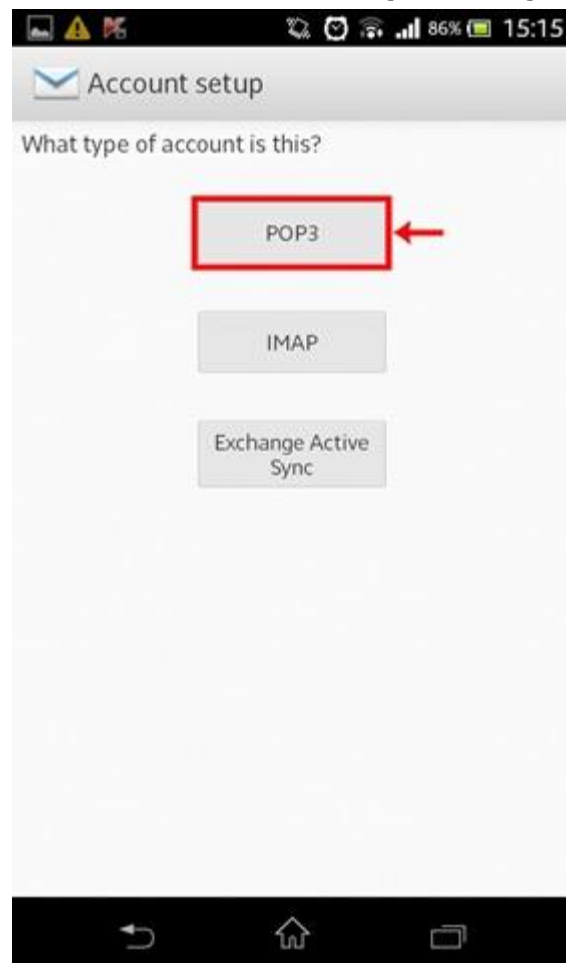 86% 15:15
Account setup
What type of account is this?
POP3
IMAP
Exchange Active
Sync